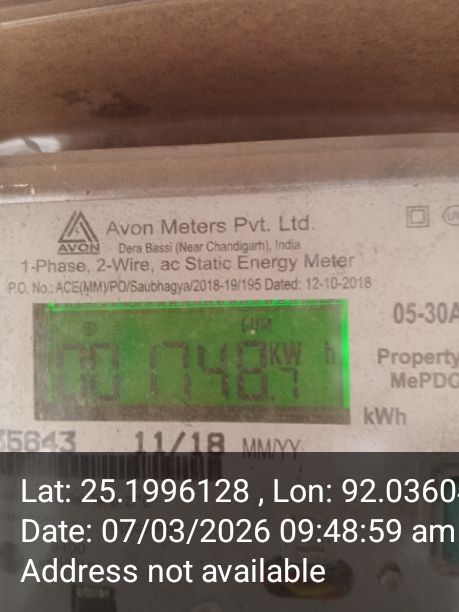 AVON
Avon Meters Pvt. Ltd.
Dera Bassi (Near Chandigarh), India
1-Phase, 2-Wire, ac Static Energy Meter
P.O. No.: ACE(MM)/PO/Saubhagya/2018-19/195 Dated: 12-10-2018
05-30A
CUM
001748.7 KW h
Property
MePDC
kWh
35643 11/18 MM/YY
Lat: 25.1996128 , Lon: 92.0360
Date: 07/03/2026 09:48:59 am
Address not available